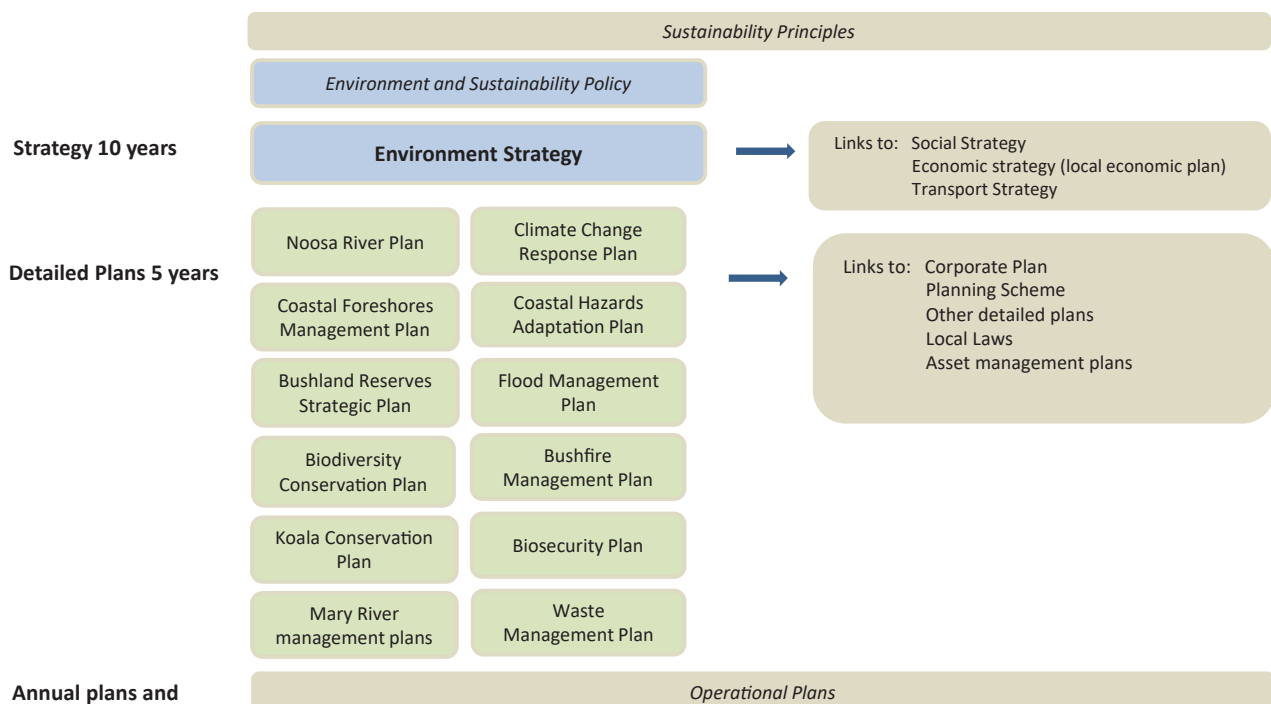 Sustainability Principles
Environment and Sustainability Policy
Strategy 10 years
Environment Strategy
Links to: Social Strategy
Economic strategy (local economic plan)
Transport Strategy
Detailed Plans 5 years
Noosa River Plan
Climate Change
Response Plan
Links to: Corporate Plan
Planning Scheme
Other detailed plans
Local Laws
Asset management plans
Coastal Foreshores
Management Plan
Coastal Hazards
Adaptation Plan
Bushland Reserves
Strategic Plan
Flood Management
Plan
Biodiversity
Conservation Plan
Bushfire
Management Plan
Koala Conservation
Plan
Biosecurity Plan
Mary River
management plans
Waste
Management Plan
Annual plans and
Operational Plans